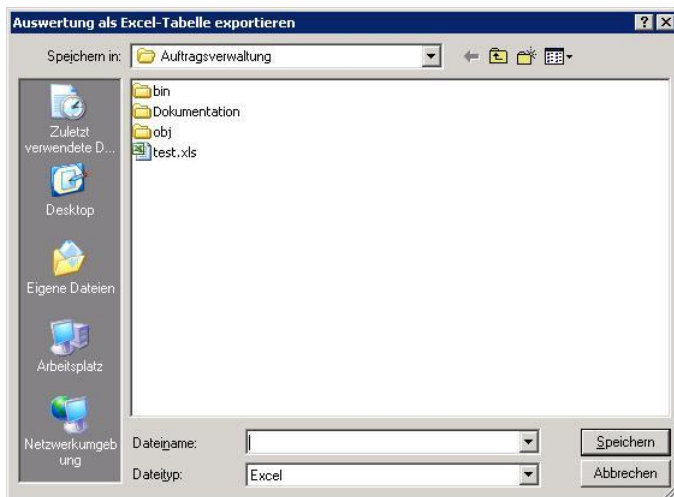 Auswertung als Excel-Tabelle exportieren
Speichern in:
Auftragsverwaltung
Zuletzt
verwendete D...
Desktop
Eigene Dateien
Arbeitsplatz
Netzwerkumgeb
ung
bin
Dokumentation
obj
test.xls
Dateiname:
Speichern
Dateityp:
Excel
Abbrechen